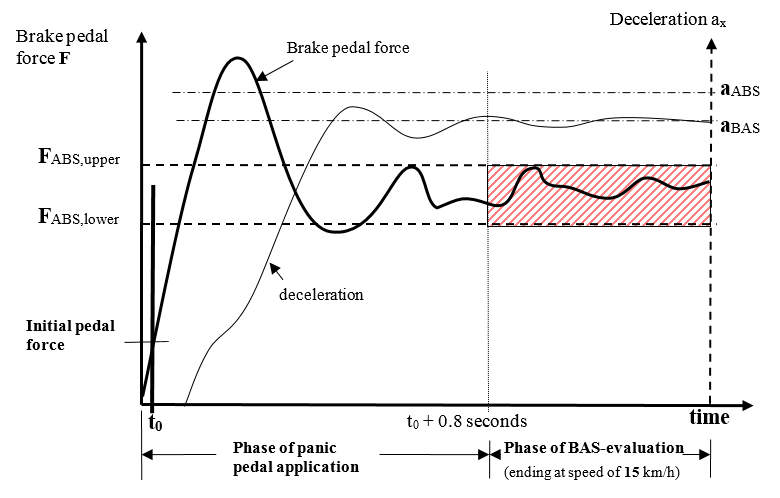 Deceleration aₓ
Brake pedal
force F
Brake pedal force
aABS
aBAS
FABS,upper
FABS,lower
deceleration
Initial pedal
force
t₀
t₀ + 0.8 seconds
time
Phase of panic
pedal application
Phase of BAS-evaluation
(ending at speed of 15 km/h)